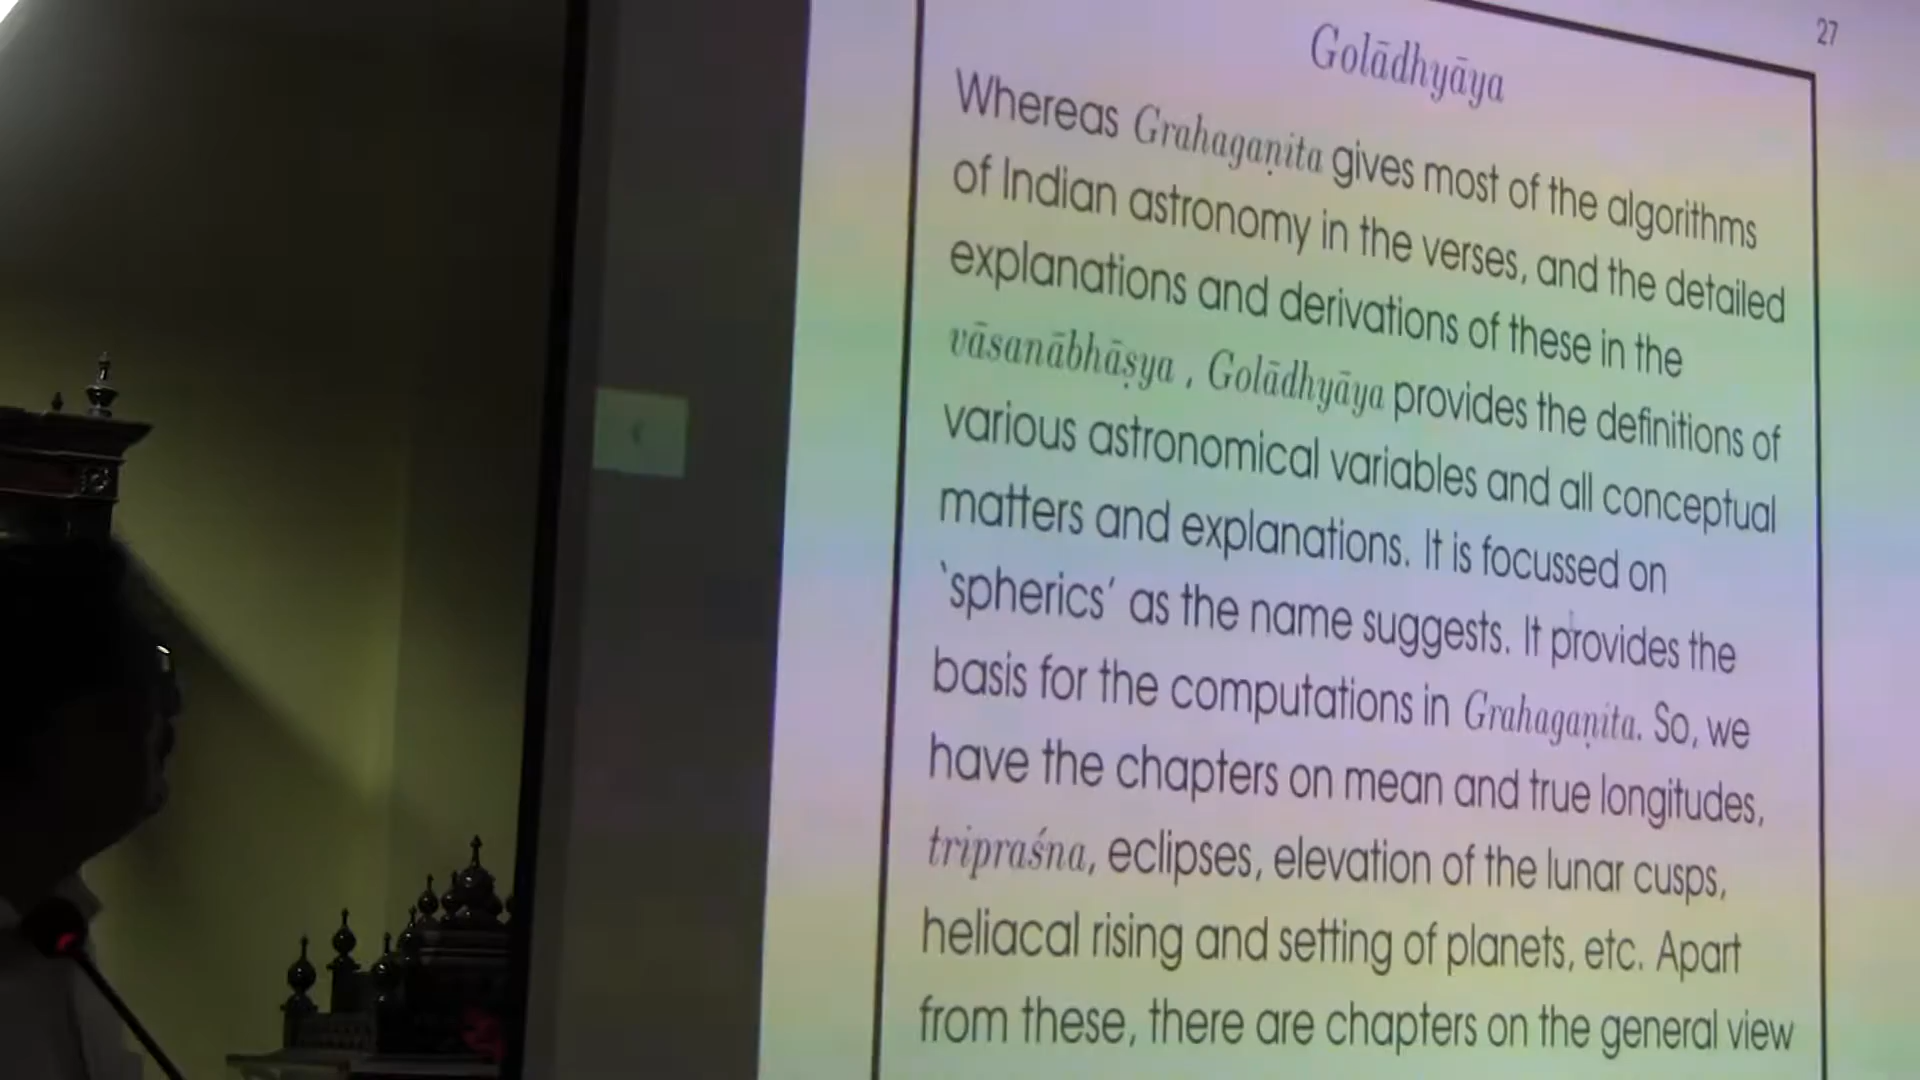 27
Golādhyāya
Whereas Grahagaṇita gives most of the algorithms
of Indian astronomy in the verses, and the detailed
explanations and derivations of these in the
vāsanābhāṣya , Golādhyāya provides the definitions of
various astronomical variables and all conceptual
matters and explanations. It is focussed on
`spherics' as the name suggests. It provides the
basis for the computations in Grahagaṇita. So, we
have the chapters on mean and true longitudes,
tripraśna, eclipses, elevation of the lunar cusps,
heliacal rising and setting of planets, etc. Apart
from these, there are chapters on the general view